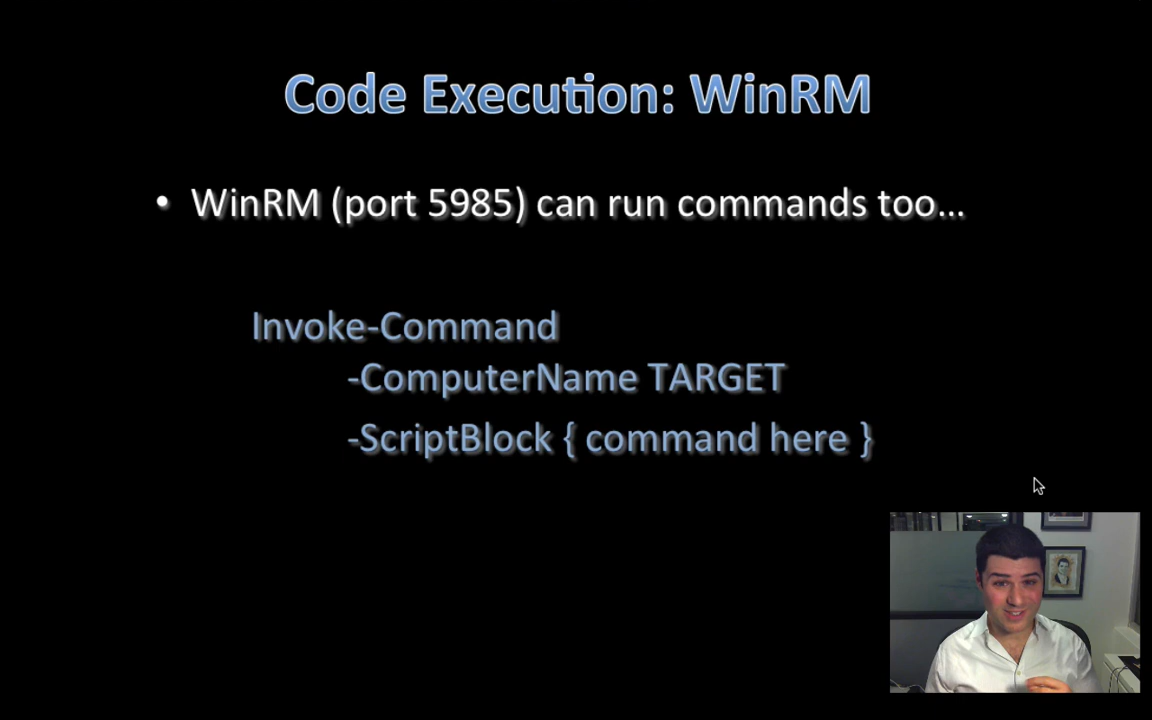 Code Execution: WinRM
• WinRM (port 5985) can run commands too…
Invoke-Command
-ComputerName TARGET
-ScriptBlock { command here }